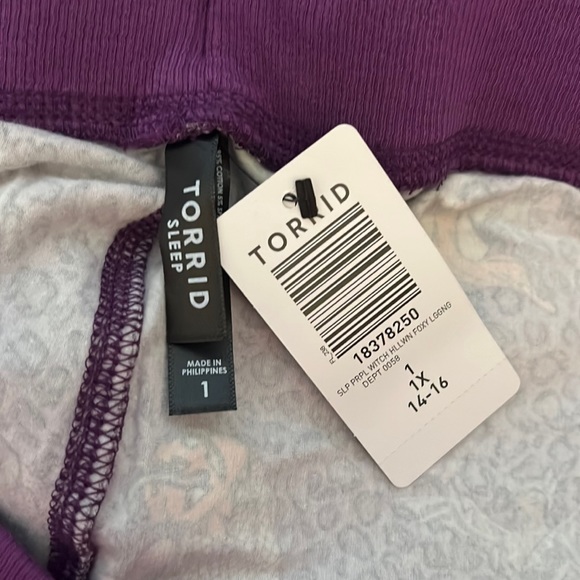 TORRID
SLEEP
MADE IN
PHILIPPINES
1
TORRID
18378250
SLP PRPL WITCH HLLWN FOXY LGGNG
DEPT 0058
1
1X
14-16